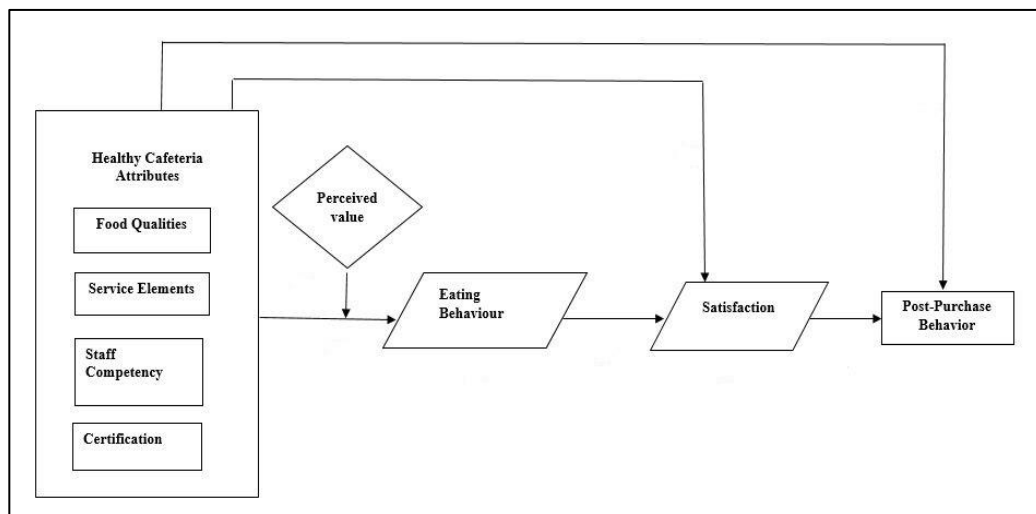 Healthy Cafeteria
Attributes
Food Qualities
Service Elements
Staff
Competency
Certification
Perceived
value
Eating
Behaviour
Satisfaction
Post-Purchase
Behavior